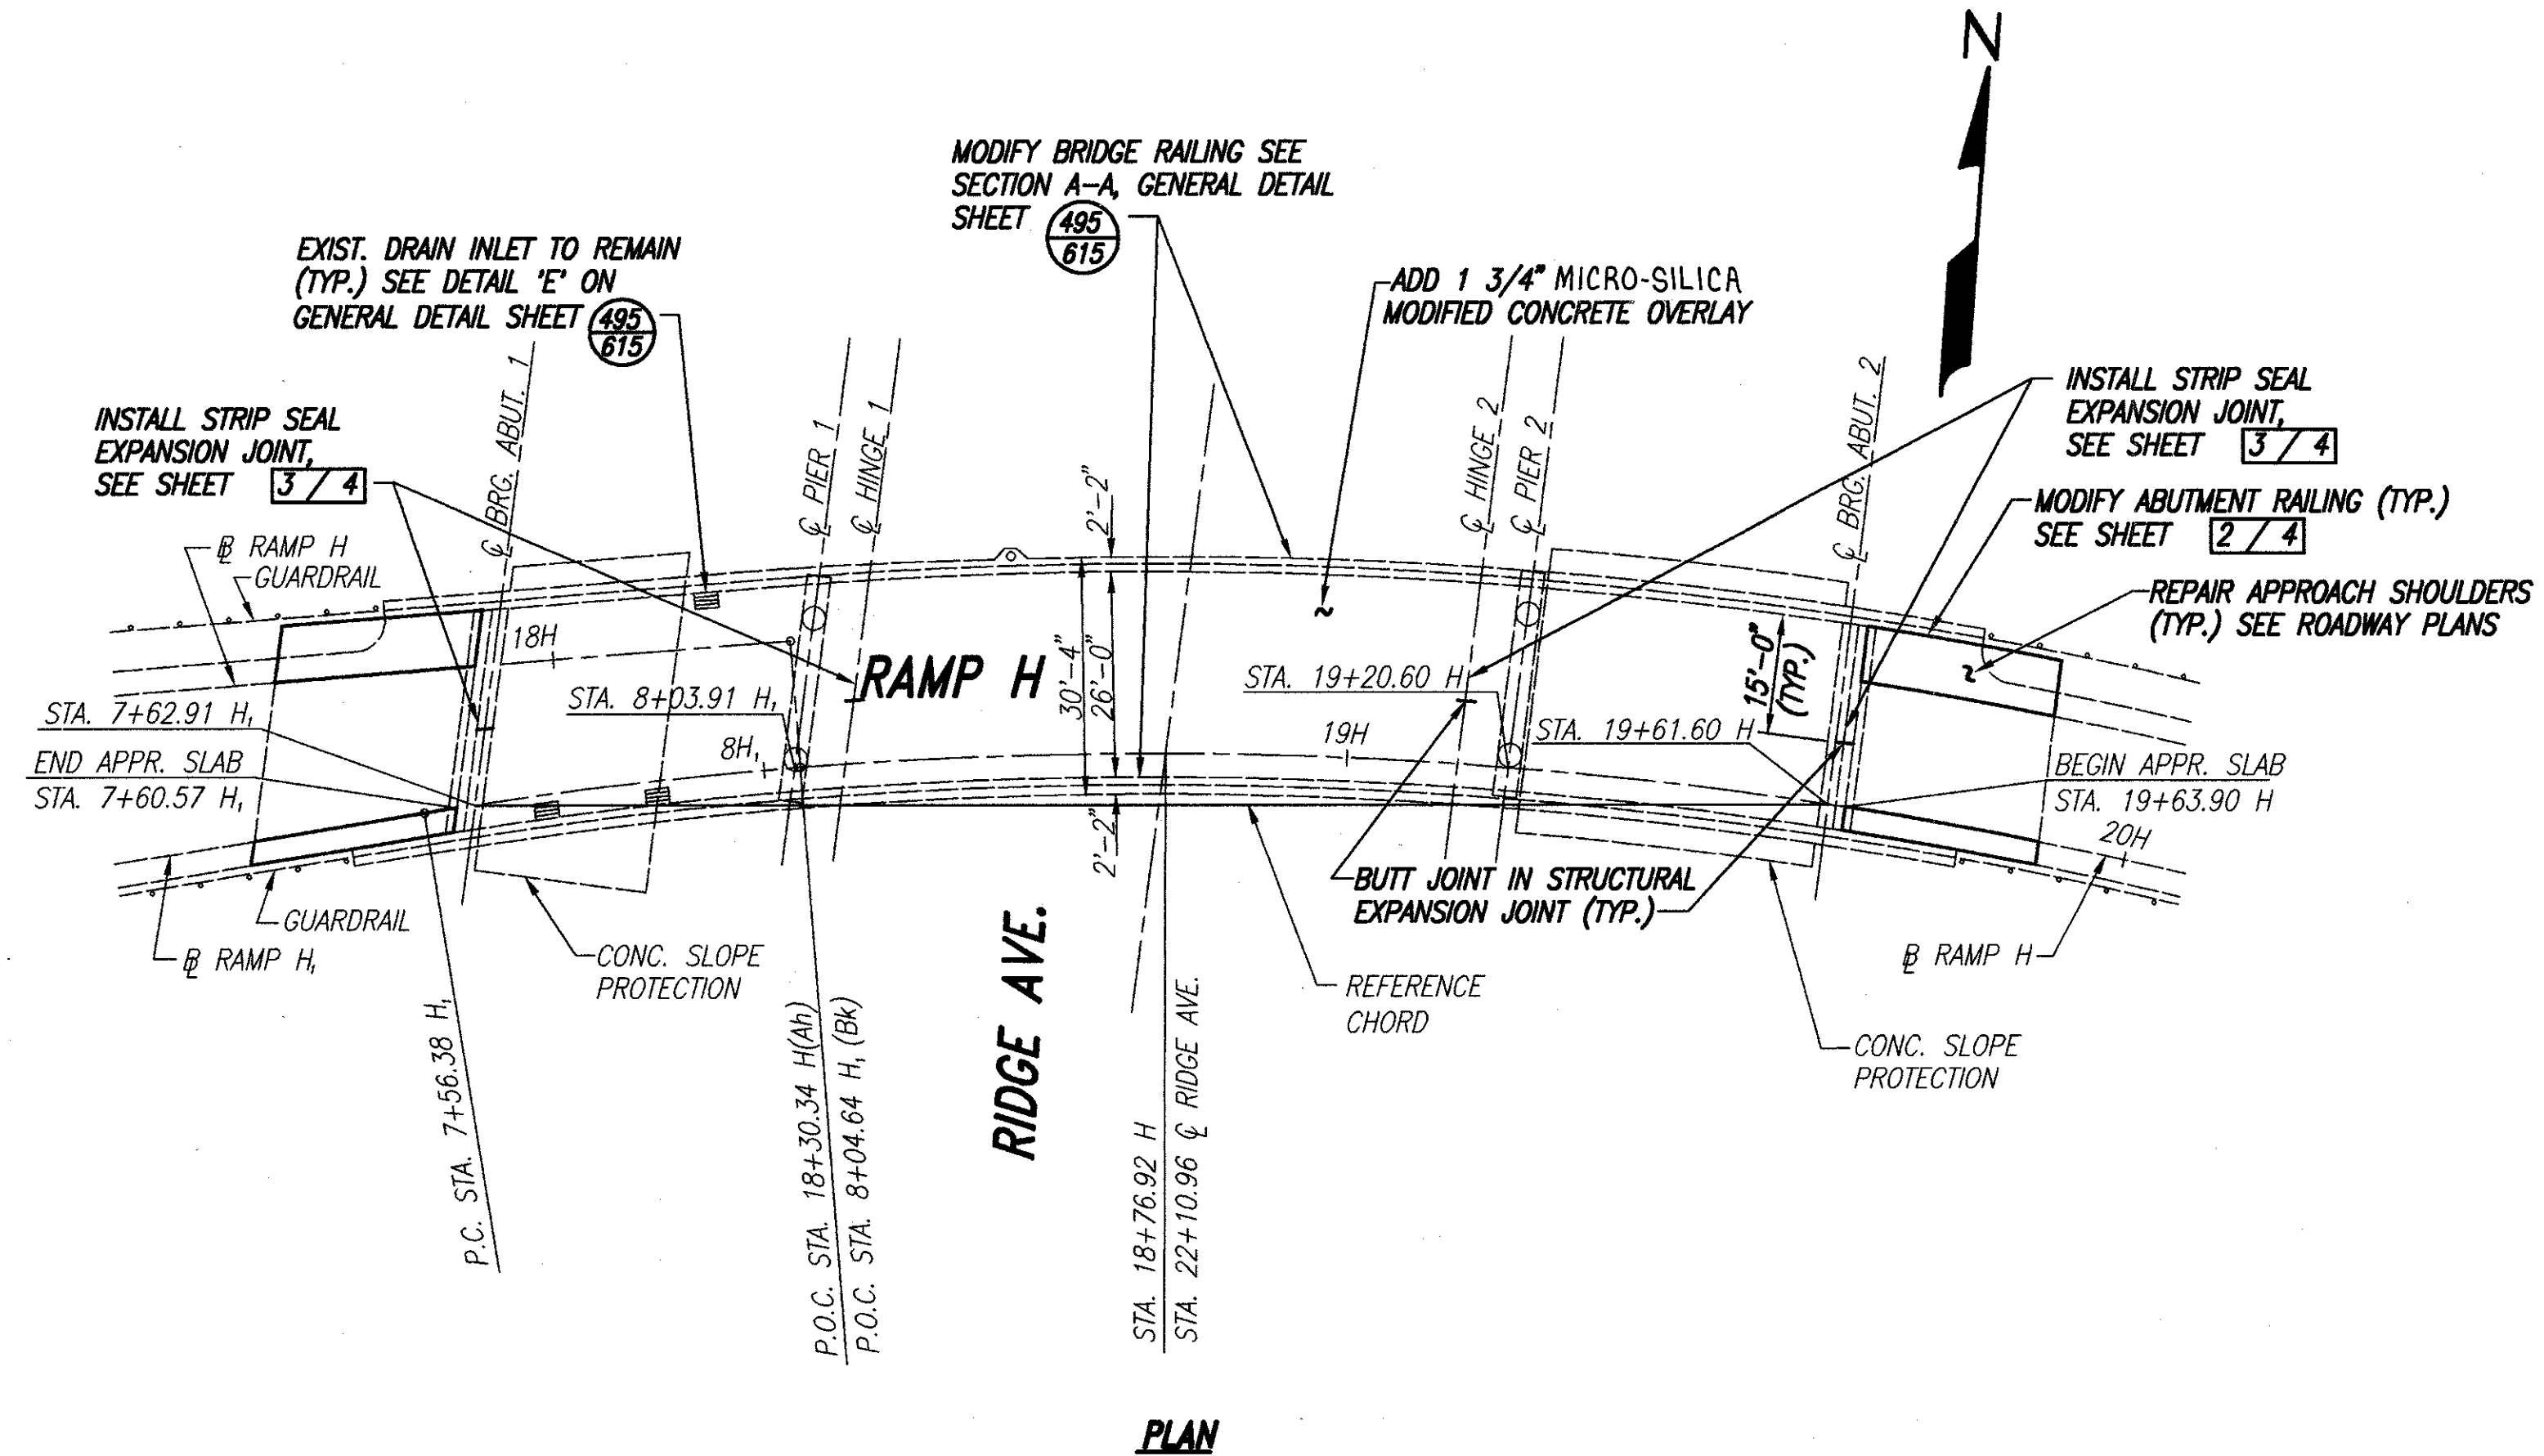 N
MODIFY BRIDGE RAILING SEE
SECTION A-A, GENERAL DETAIL
SHEET 495
615
EXIST. DRAIN INLET TO REMAIN
(TYP.) SEE DETAIL 'E' ON
GENERAL DETAIL SHEET 495
615
ADD 1 3/4" MICRO-SILICA
MODIFIED CONCRETE OVERLAY
INSTALL STRIP SEAL
EXPANSION JOINT,
SEE SHEET 3 / 4
INSTALL STRIP SEAL
EXPANSION JOINT,
SEE SHEET 3 / 4
MODIFY ABUTMENT RAILING (TYP.)
SEE SHEET 2 / 4
REPAIR APPROACH SHOULDERS
(TYP.) SEE ROADWAY PLANS
℄ BRG. ABUT. 1
℄ PIER 1
℄ HINGE 1
℄ HINGE 2
℄ PIER 2
℄ BRG. ABUT. 2
BL RAMP H
GUARDRAIL
18H
RAMP H
2'-2"
30'-4"
26'-0"
2'-2"
15'-0"
(TYP.)
STA. 7+62.91 H,
END APPR. SLAB
STA. 7+60.57 H,
STA. 8+03.91 H,
8H,
STA. 19+20.60 H
19H
STA. 19+61.60 H
BEGIN APPR. SLAB
STA. 19+63.90 H
20H
BUTT JOINT IN STRUCTURAL
EXPANSION JOINT (TYP.)
GUARDRAIL
BL RAMP H,
CONC. SLOPE
PROTECTION
RIDGE AVE.
REFERENCE
CHORD
BL RAMP H
CONC. SLOPE
PROTECTION
P.C. STA. 7+56.38 H,
P.O.C. STA. 18+30.34 H(Ah)
P.O.C. STA. 8+04.64 H, (Bk)
STA. 18+76.92 H
STA. 22+10.96 ℄ RIDGE AVE.
PLAN